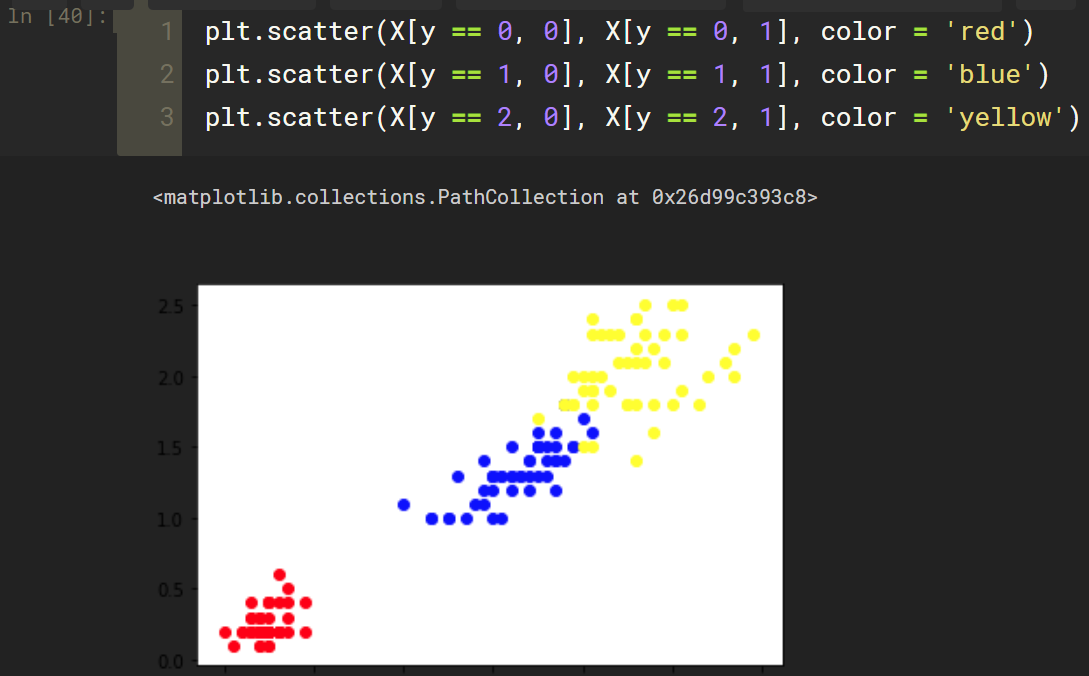 ln [40]:
1 plt.scatter(X[y == 0, 0], X[y == 0, 1], color = 'red')
2 plt.scatter(X[y == 1, 0], X[y == 1, 1], color = 'blue')
3 plt.scatter(X[y == 2, 0], X[y == 2, 1], color = 'yellow')
<matplotlib.collections.PathCollection at 0x26d99c393c8>
2.5
2.0
1.5
1.0
0.5
0.0